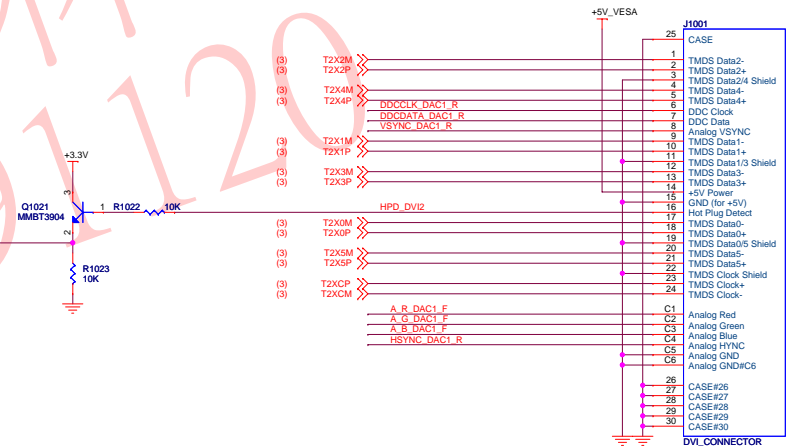 +5V_VESA
J1001
25 CASE
(3) T2X2M 1 TMDS Data2-
(3) T2X2P 2 TMDS Data2+
3 TMDS Data2/4 Shield
(3) T2X4M 4 TMDS Data4-
(3) T2X4P 5 TMDS Data4+
DDCCLK_DAC1_R 6 DDC Clock
DDCDATA_DAC1_R 7 DDC Data
VSYNC_DAC1_R 8 Analog VSYNC
(3) T2X1M 9 TMDS Data1-
(3) T2X1P 10 TMDS Data1+
11 TMDS Data1/3 Shield
(3) T2X3M 12 TMDS Data3-
(3) T2X3P 13 TMDS Data3+
14 +5V Power
15 GND (for +5V)
HPD_DVI2 16 Hot Plug Detect
(3) T2X0M 17 TMDS Data0-
(3) T2X0P 18 TMDS Data0+
19 TMDS Data0/5 Shield
(3) T2X5M 20 TMDS Data5-
(3) T2X5P 21 TMDS Data5+
22 TMDS Clock Shield
(3) T2XCP 23 TMDS Clock+
(3) T2XCM 24 TMDS Clock-
A_R_DAC1_F C1 Analog Red
A_G_DAC1_F C2 Analog Green
A_B_DAC1_F C3 Analog Blue
HSYNC_DAC1_R C4 Analog HYNC
C5 Analog GND
C6 Analog GND#C6
26 CASE#26
27 CASE#27
28 CASE#28
29 CASE#29
30 CASE#30
DVI_CONNECTOR
+3.3V
3
Q1021
MMBT3904
1 R1022 10K
2
R1023
10K
1120